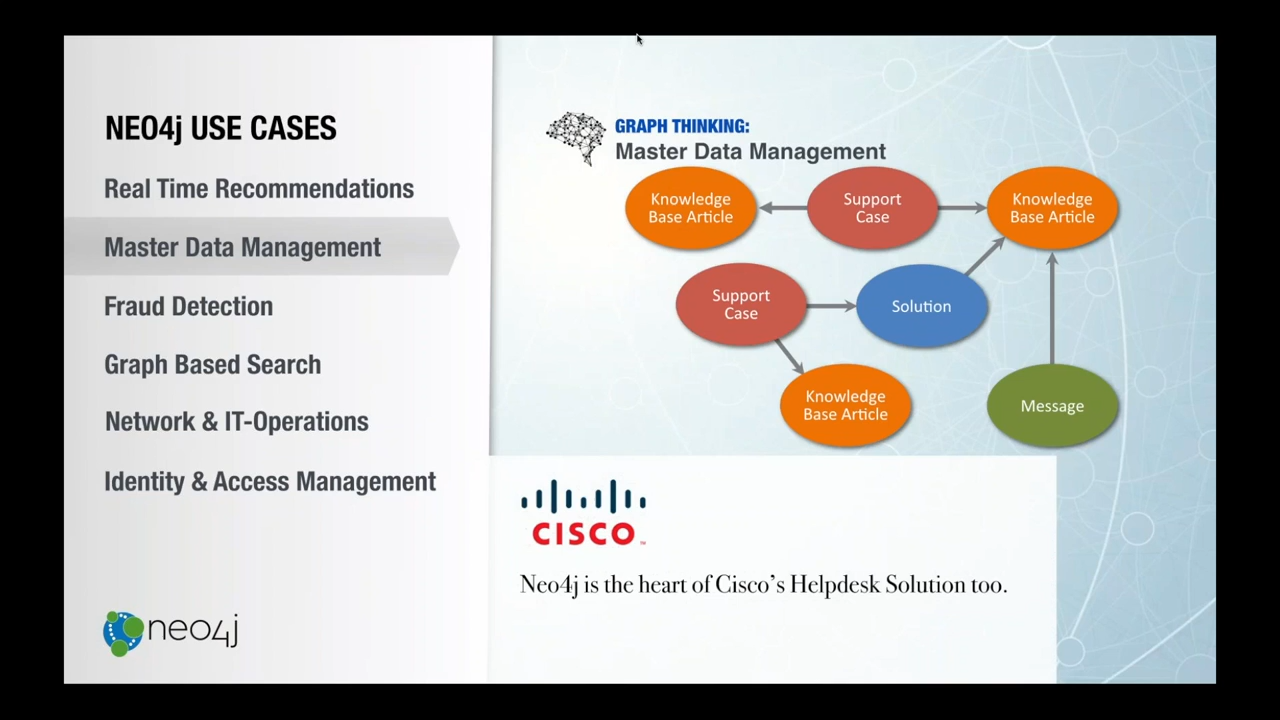 NEO4j USE CASES
Real Time Recommendations
Master Data Management
Fraud Detection
Graph Based Search
Network & IT-Operations
Identity & Access Management
neo4j
GRAPH THINKING:
Master Data Management
Knowledge
Base Article
Support
Case
Knowledge
Base Article
Support
Case
Solution
Knowledge
Base Article
Message
CISCO
Neo4j is the heart of Cisco's Helpdesk Solution too.